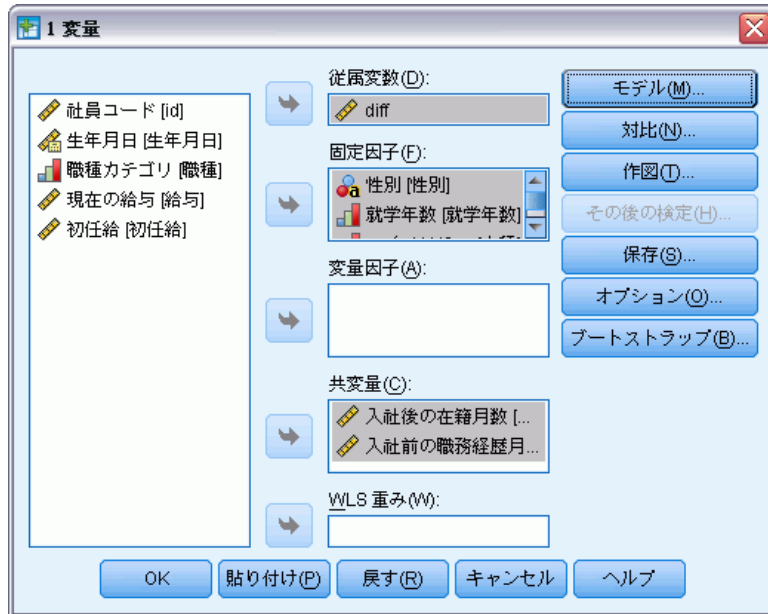 1 変量
社員コード [id]
生年月日 [生年月日]
職種カテゴリ [職種]
現在の給与 [給与]
初任給 [初任給]
従属変数(D):
diff
固定因子(F):
性別 [性別]
就学年数 [就学年数]
変量因子(A):
共変量(C):
入社後の在籍月数 [...
入社前の職務経歴月...
WLS 重み(W):
モデル(M)...
対比(N)...
作図(T)...
その後の検定(H)...
保存(S)...
オプション(O)...
ブートストラップ(B)...
OK
貼り付け(P)
戻す(R)
キャンセル
ヘルプ